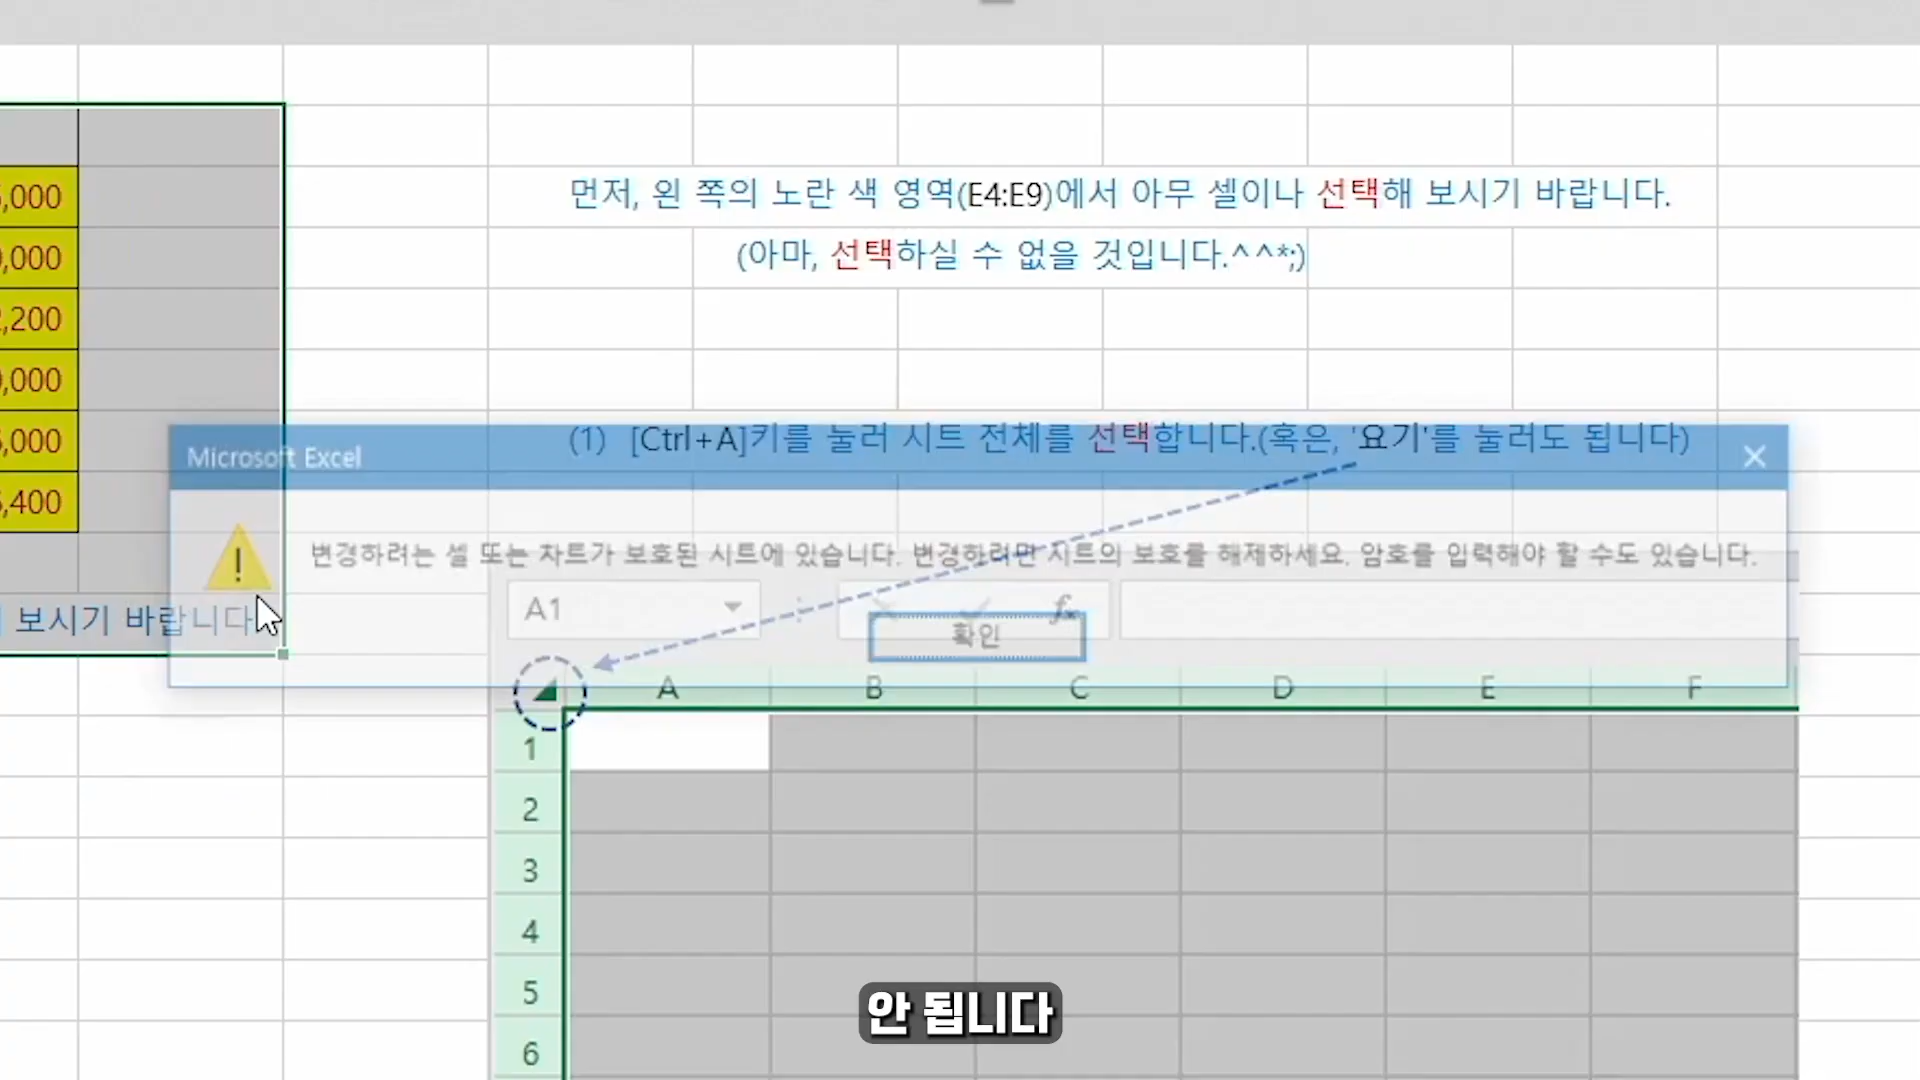 먼저, 왼 쪽의 노란 색 영역(E4:E9)에서 아무 셀이나 선택해 보시기 바랍니다.
,000
(아마, 선택하실 수 없을 것입니다.^^*;)
,000
,200
,000
(1) [Ctrl+A]키를 눌러 시트 전체를 선택합니다.(혹은, '요기'를 눌러도 됩니다)
,000
Microsoft Excel
,400
변경하려는 셀 또는 차트가 보호된 시트에 있습니다. 변경하려면 시트의 보호를 해제하세요. 암호를 입력해야 할 수도 있습니다.
보시기 바랍니다
A1
fx
확인
A B C D E F
1
2
3
4
5
6
안 됩니다